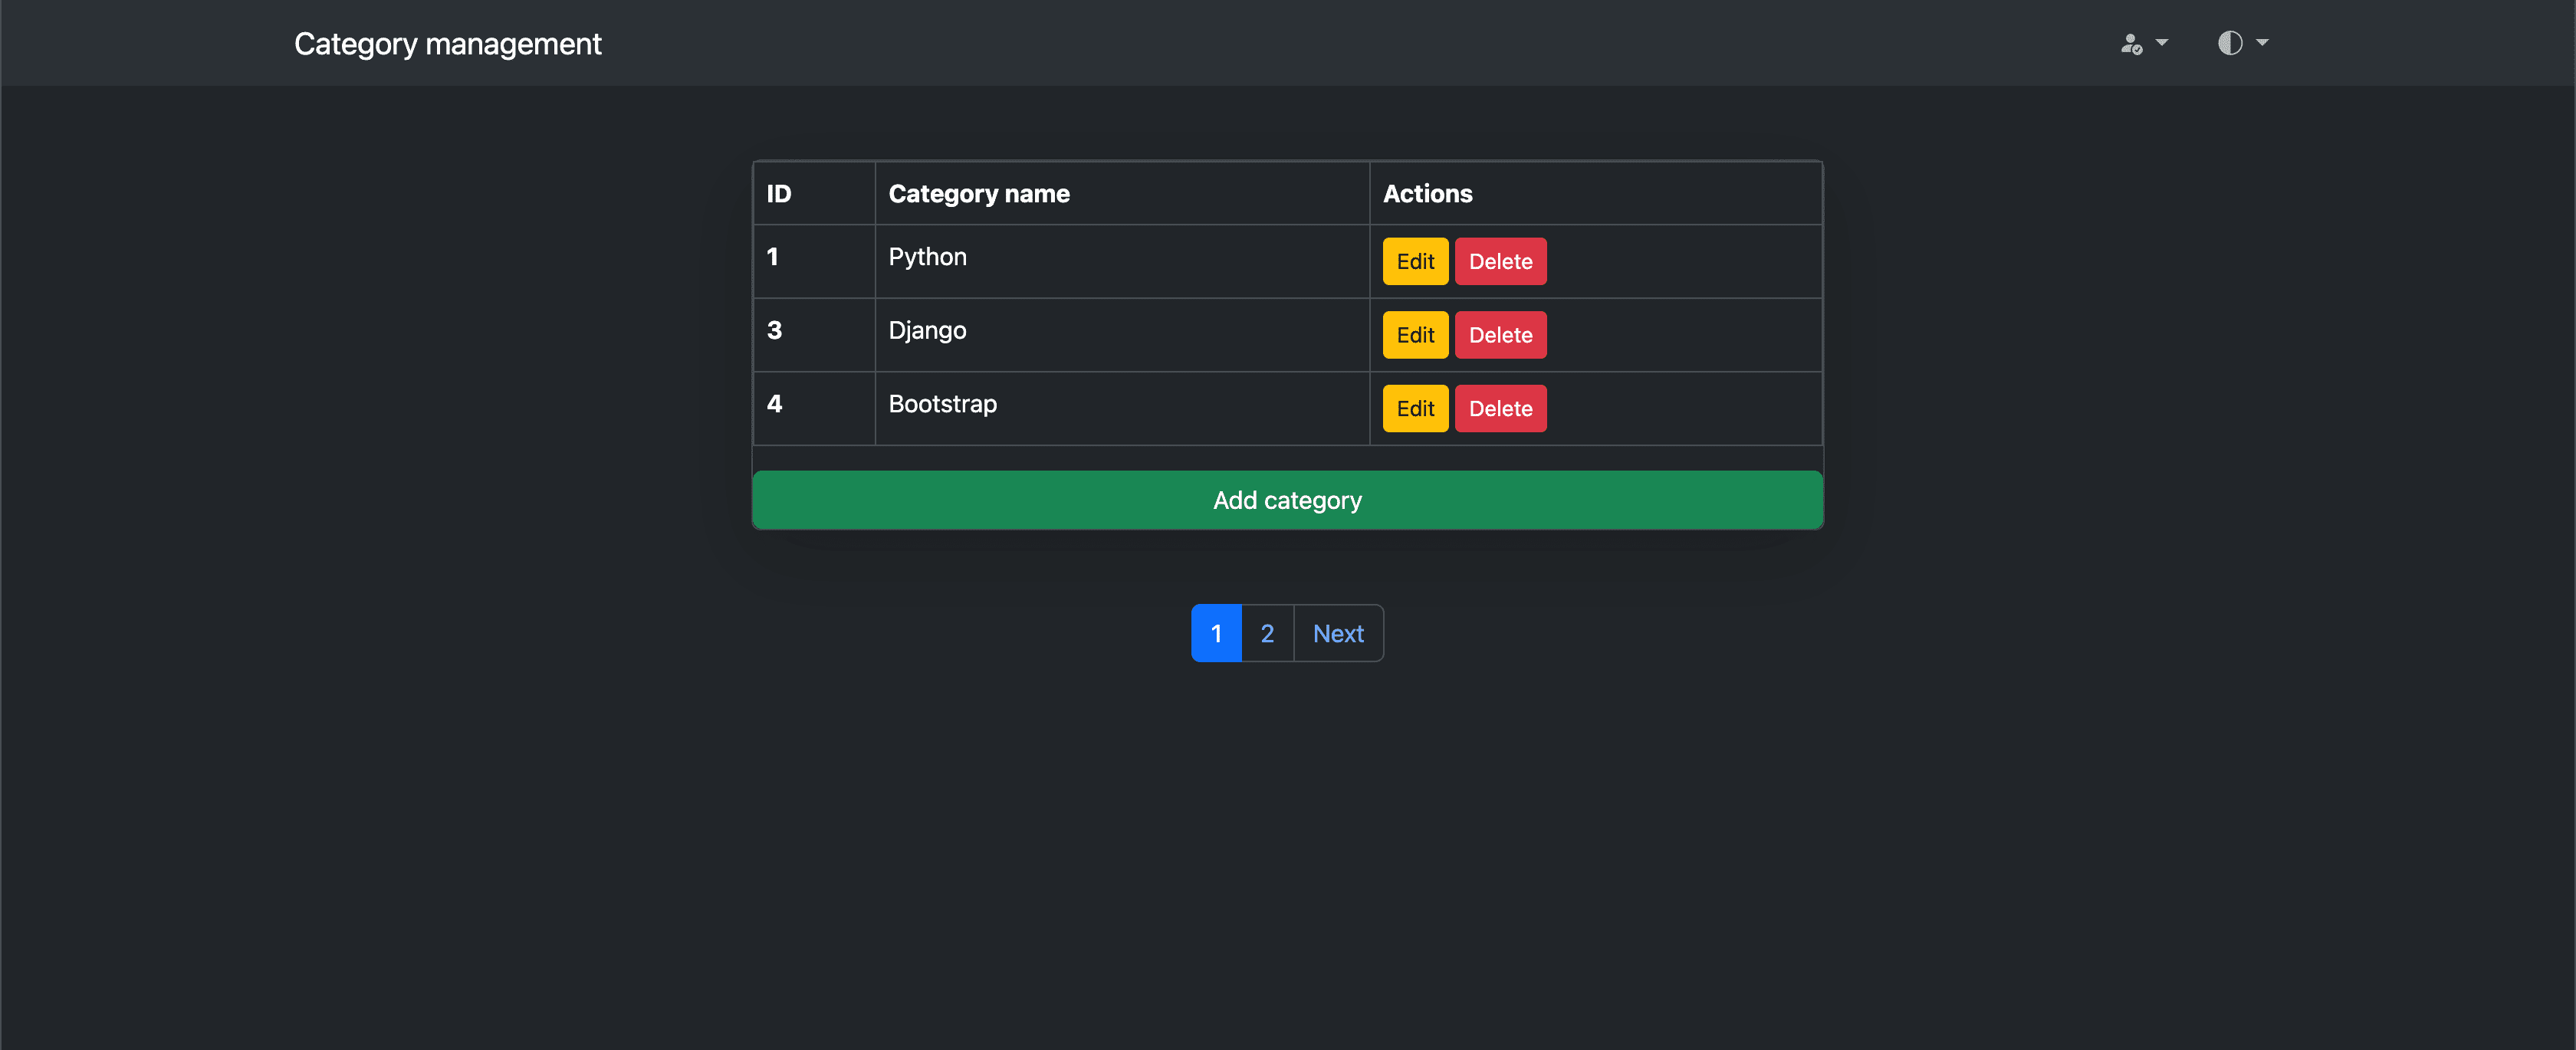 Category management
ID Category name Actions
1 Python Edit Delete
3 Django Edit Delete
4 Bootstrap Edit Delete
Add category
1 2 Next